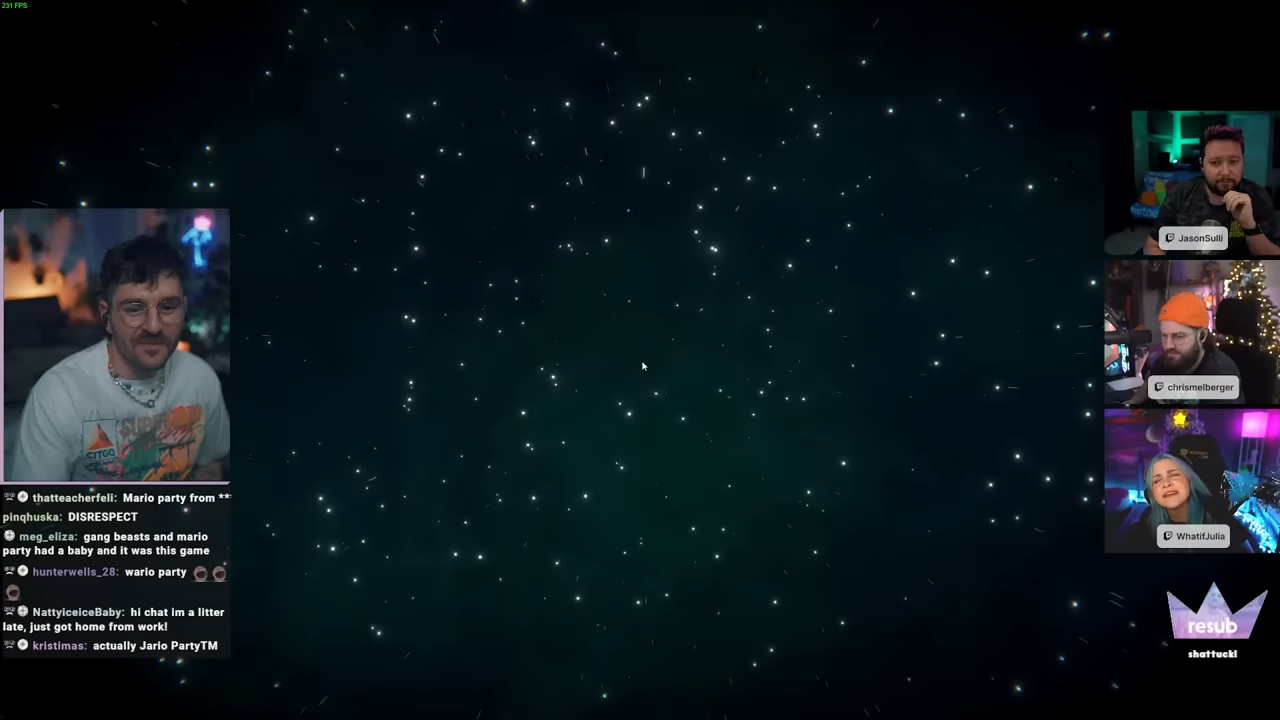 231 FPS
JasonSulli
chrismelberger
WhatifJulia
CITGO
thatteacherfeli: Mario party from **
pinqhuska: DISRESPECT
meg_eliza: gang beasts and mario
party had a baby and it was this game
hunterwells_28: wario party
NattyiceiceBaby: hi chat im a litter
late, just got home from work!
kristimas: actually Jario PartyTM
resub
shattuckl